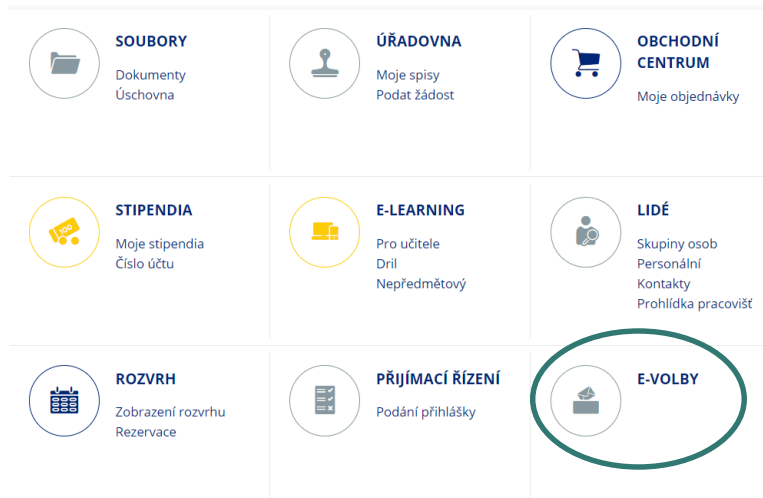 SOUBORY
Dokumenty
Úschovna
ÚŘADOVNA
Moje spisy
Podat žádost
OBCHODNÍ
CENTRUM
Moje objednávky
STIPENDIA
Moje stipendia
Číslo účtu
100
E-LEARNING
Pro učitele
Dril
Nepředmětový
LIDÉ
Skupiny osob
Personální
Kontakty
Prohlídka pracovišť
ROZVRH
Zobrazení rozvrhu
Rezervace
PŘIJÍMACÍ ŘÍZENÍ
Podání přihlášky
E-VOLBY